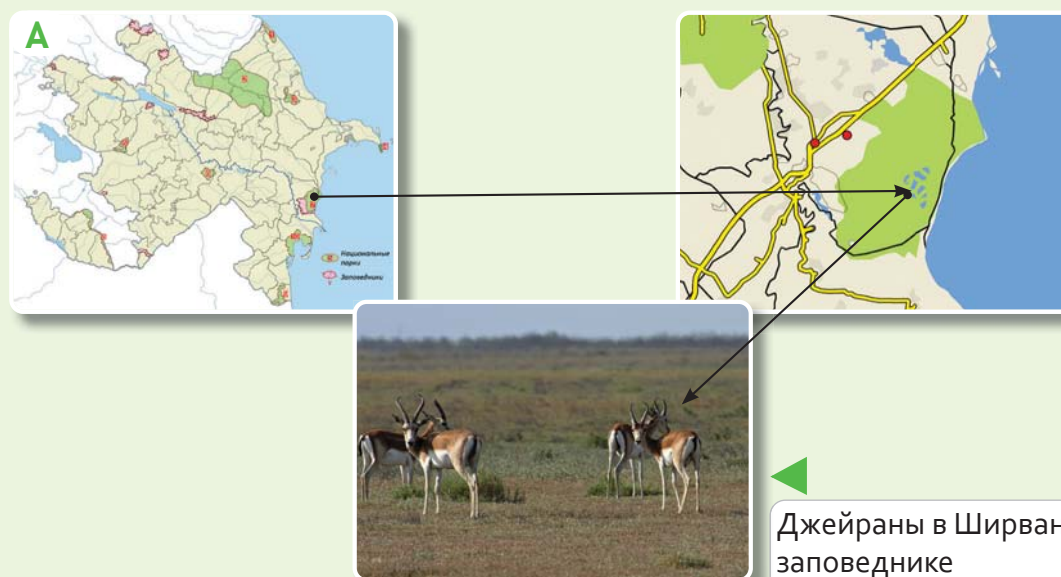 А
Национальные
парки
Заповедники
Джейраны в Ширван
заповеднике